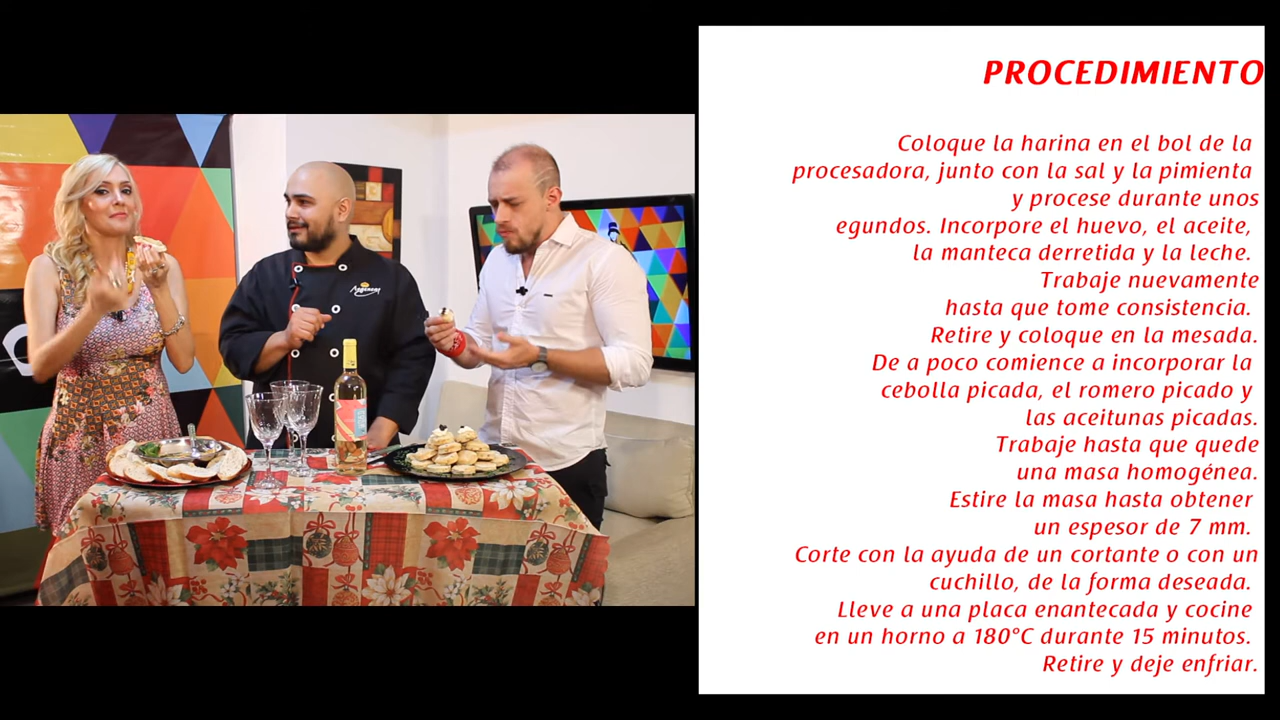 PROCEDIMIENTO
Coloque la harina en el bol de la
procesadora, junto con la sal y la pimienta
y procese durante unos
egundos. Incorpore el huevo, el aceite,
la manteca derretida y la leche.
Trabaje nuevamente
hasta que tome consistencia.
Retire y coloque en la mesada.
De a poco comience a incorporar la
cebolla picada, el romero picado y
las aceitunas picadas.
Trabaje hasta que quede
una masa homogénea.
Estire la masa hasta obtener
un espesor de 7 mm.
Corte con la ayuda de un cortante o con un
cuchillo, de la forma deseada.
Lleve a una placa enantecada y cocine
en un horno a 180°C durante 15 minutos.
Retire y deje enfriar.